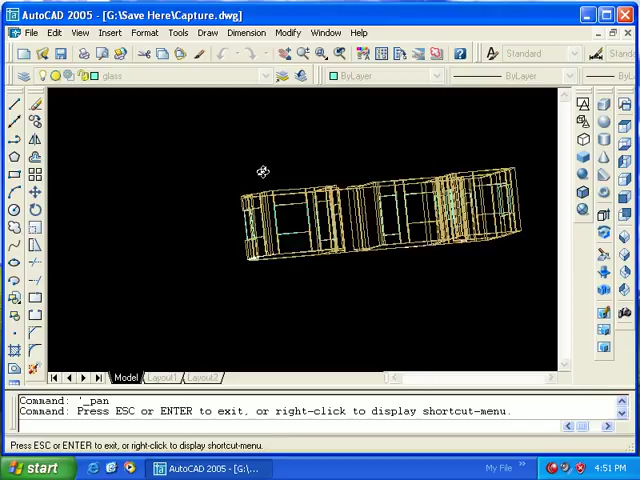 AutoCAD 2005 - [G:\Save Here\Capture.dwg]
File Edit View Insert Format Tools Draw Dimension Modify Window Help
Standard Standard
glass ByLayer ByLayer
Model Layout1 Layout2
Command: '_pan
Command: Press ESC or ENTER to exit, or right-click to display shortcut-menu.
Press ESC or ENTER to exit, or right-click to display shortcut-menu.
start AutoCAD 2005 - [G:\... My File » 4:51 PM